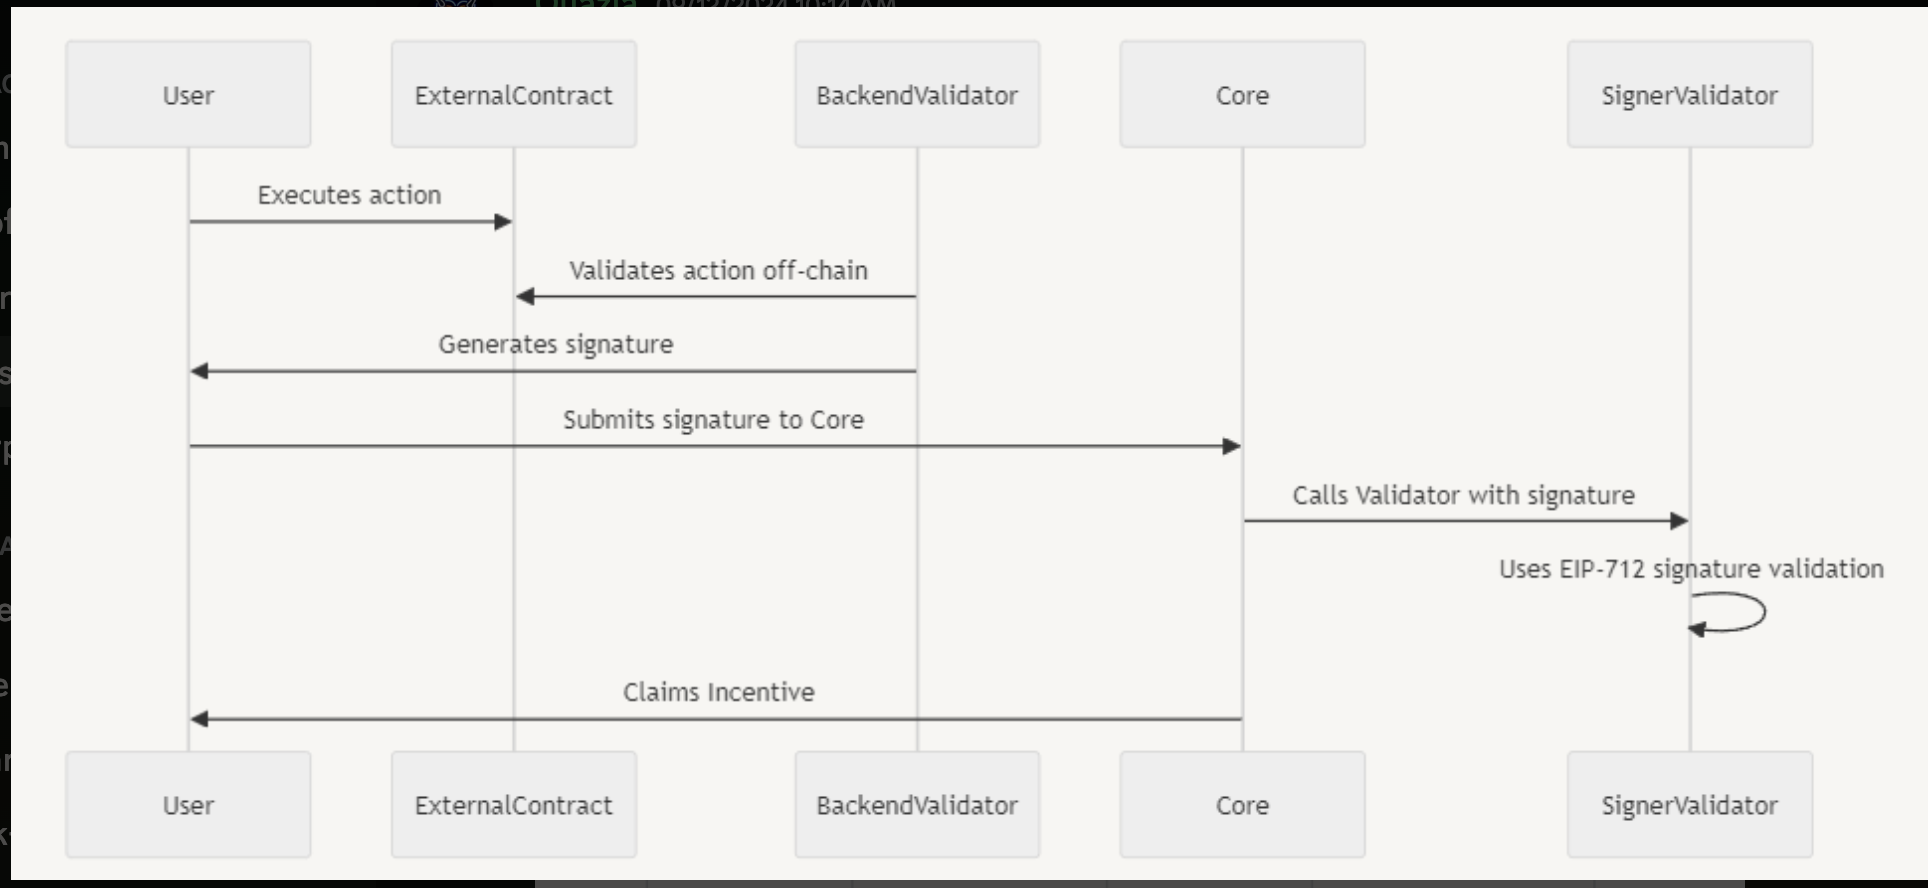 User
ExternalContract
BackendValidator
Core
SignerValidator
Executes action
Validates action off-chain
Generates signature
Submits signature to Core
Calls Validator with signature
Uses EIP-712 signature validation
Claims Incentive
User
ExternalContract
BackendValidator
Core
SignerValidator